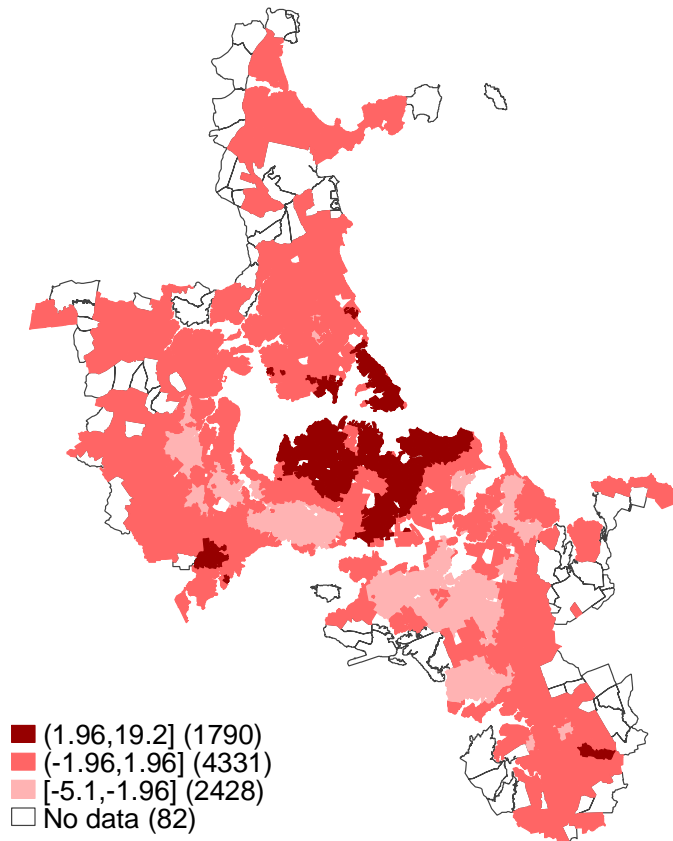 (1.96,19.2] (1790)
(-1.96,1.96] (4331)
[-5.1,-1.96] (2428)
No data (82)